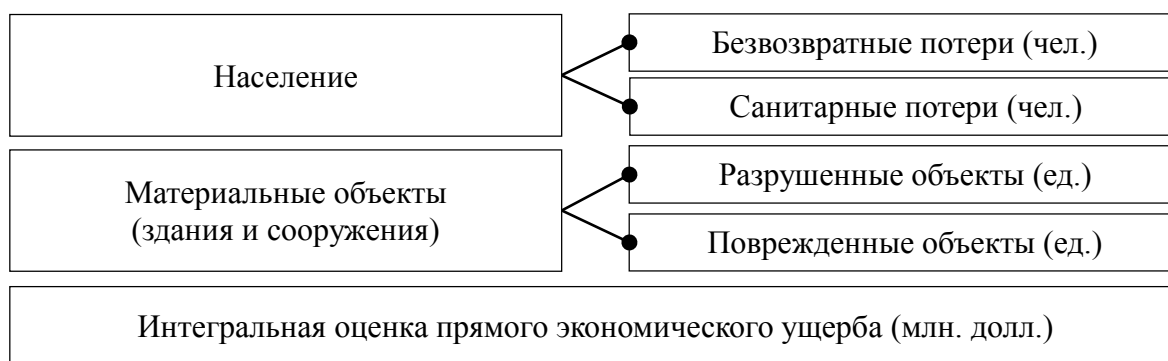 Население
Безвозвратные потери (чел.)
Санитарные потери (чел.)
Материальные объекты
(здания и сооружения)
Разрушенные объекты (ед.)
Поврежденные объекты (ед.)
Интегральная оценка прямого экономического ущерба (млн. долл.)